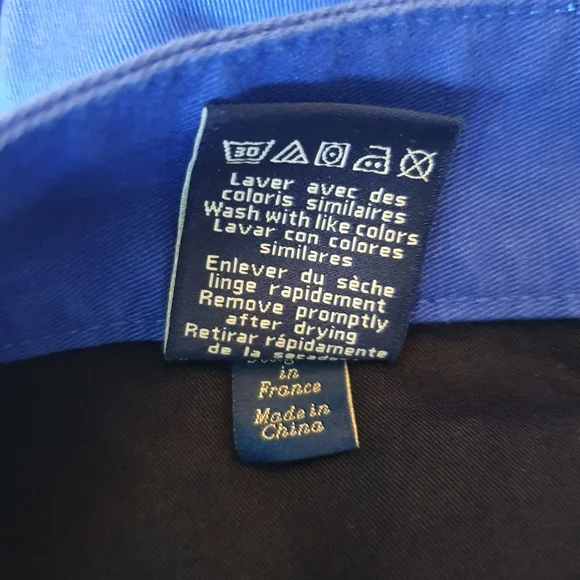 30
Laver avec des
coloris similaires
Wash with like colors
Lavar con colores
similares
Enlever du sèche
linge rapidement
Remove promptly
after drying
Retirar rápidamente
de la
in
France
Made in
China